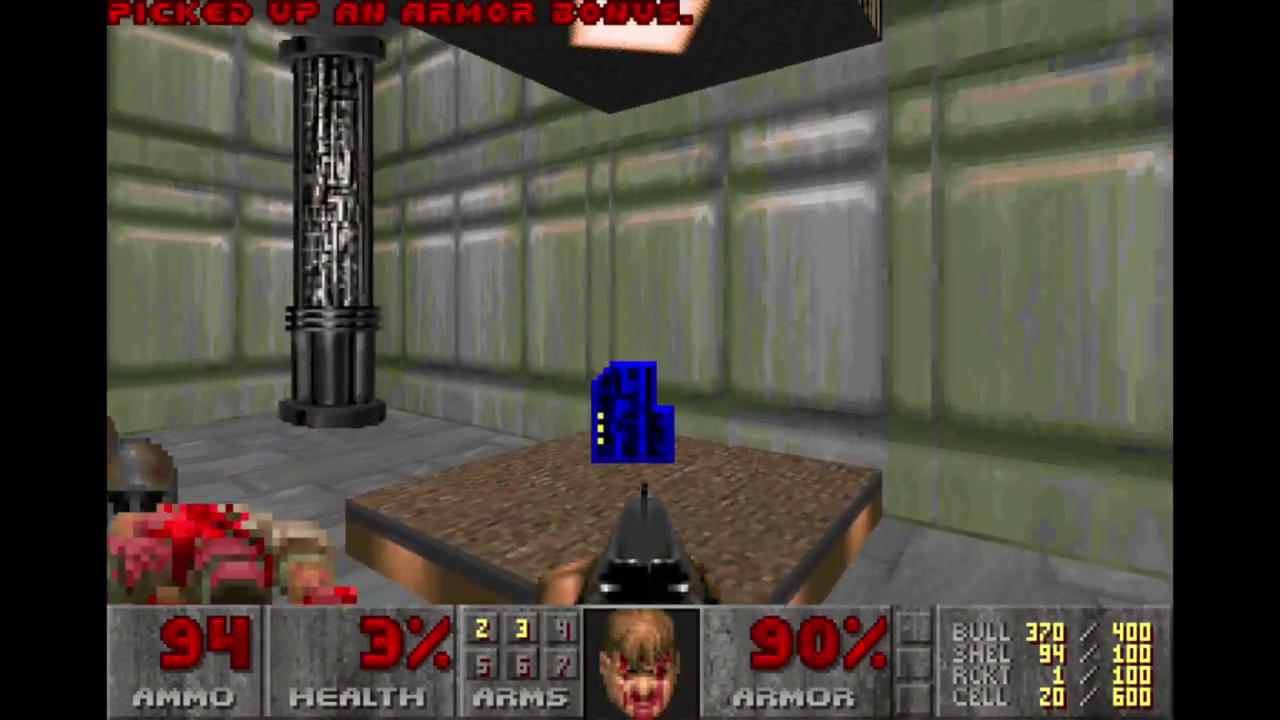 PICKED UP AN ARMOR BONUS.
94 3% 2 3 4 90% BULL 370 / 400
5 6 7 SHEL 94 / 100
RCKT 1 / 100
AMMO HEALTH ARMS ARMOR CELL 20 / 600